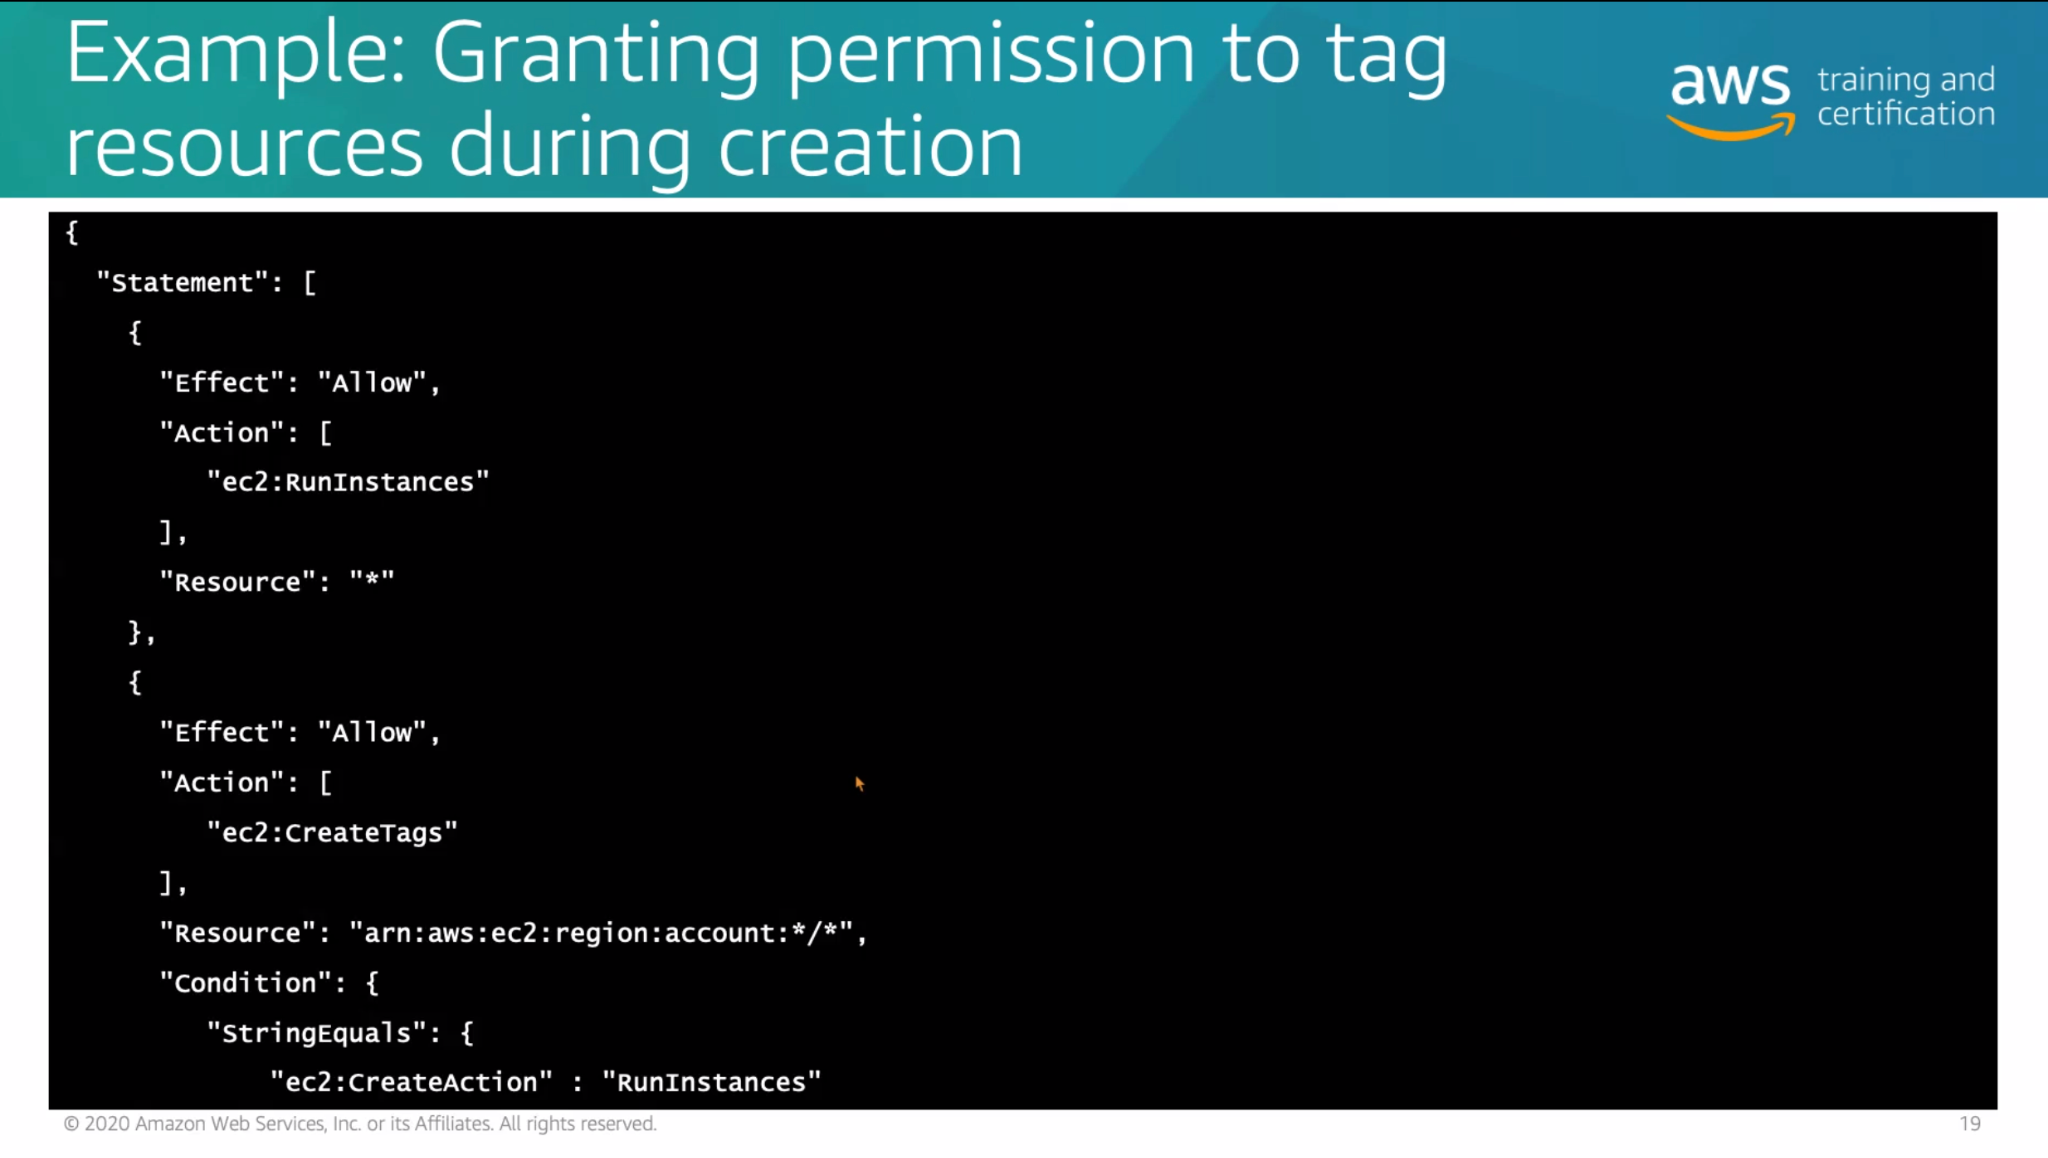 Example: Granting permission to tag
resources during creation
aws training and
certification
{
"Statement": [
{
"Effect": "Allow",
"Action": [
"ec2:RunInstances"
],
"Resource": "*"
},
{
"Effect": "Allow",
"Action": [
"ec2:CreateTags"
],
"Resource": "arn:aws:ec2:region:account:*/*",
"Condition": {
"StringEquals": {
"ec2:CreateAction" : "RunInstances"
© 2020 Amazon Web Services, Inc. or its Affiliates. All rights reserved.
19